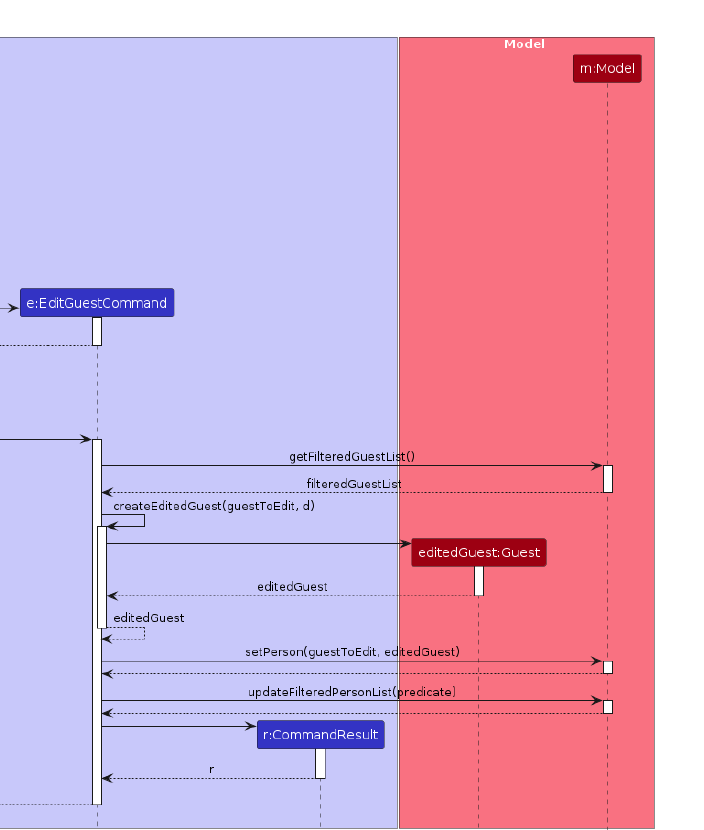 Model
m:Model
e:EditGuestCommand
getFilteredGuestList()
filteredGuestList
createEditedGuest(guestToEdit, d)
editedGuest:Guest
editedGuest
editedGuest
setPerson(guestToEdit, editedGuest)
updateFilteredPersonList(predicate)
r:CommandResult
r